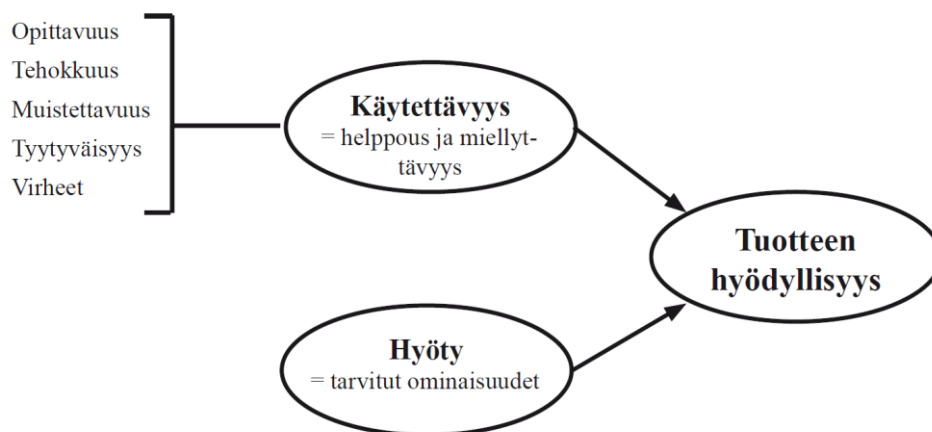 Opittavuus
Tehokkuus
Muistettavuus
Tyytyväisyys
Virheet
Käytettävyys
= helppous ja miellyt-
tävyys
Hyöty
= tarvitut ominaisuudet
Tuotteen
hyödyllisyys